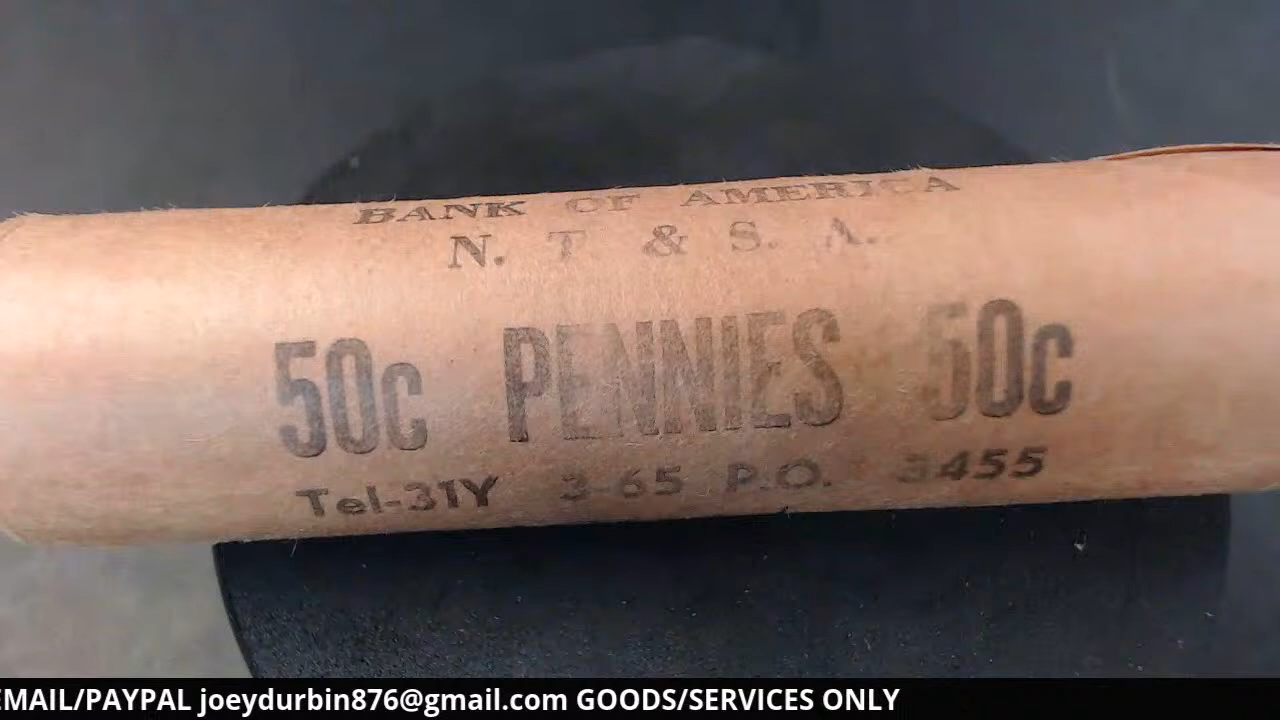 BANK OF AMERICA
N. T & S. A.
50c PENNIES 50c
Tel-31Y 3-65 P.O. 3455
EMAIL/PAYPAL joeydurbin876@gmail.com GOODS/SERVICES ONLY